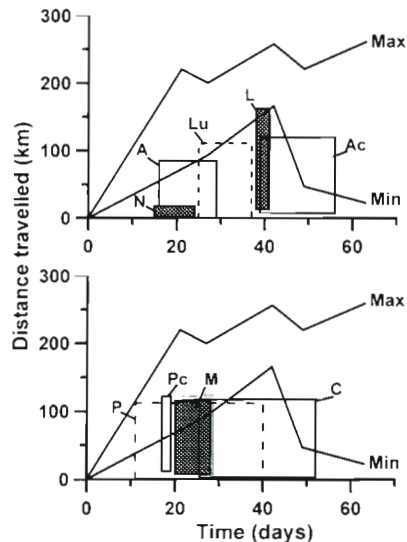 300
Max
200
L
Lu
Ac
A
100
N
Min
0
0
20
40
60
Distance travelled (km)
300
Max
200
Pc
M
P
C
100
Min
0
0
20
40
60
Time (days)